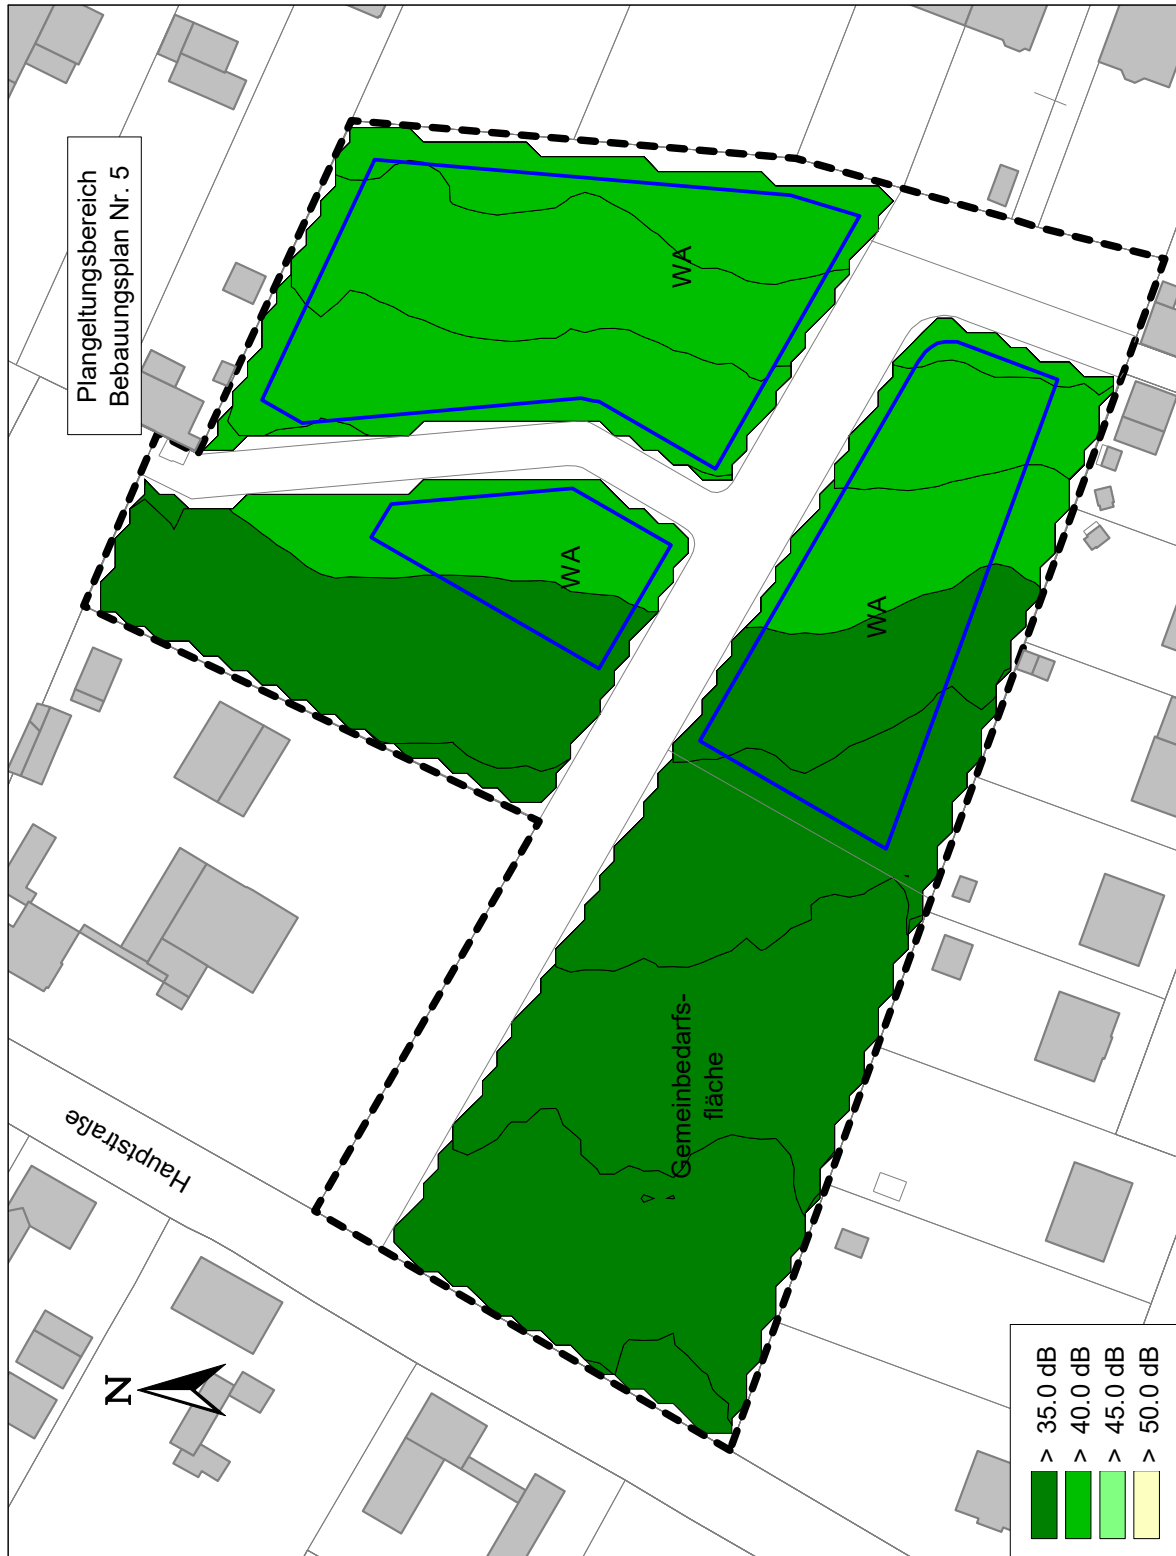 Plangeltungsbereich
Bebauungsplan Nr. 5
WA
WA
WA
Gemeinbedarfs-
fläche
Hauptstraße
N
> 35.0 dB
> 40.0 dB
> 45.0 dB
> 50.0 dB